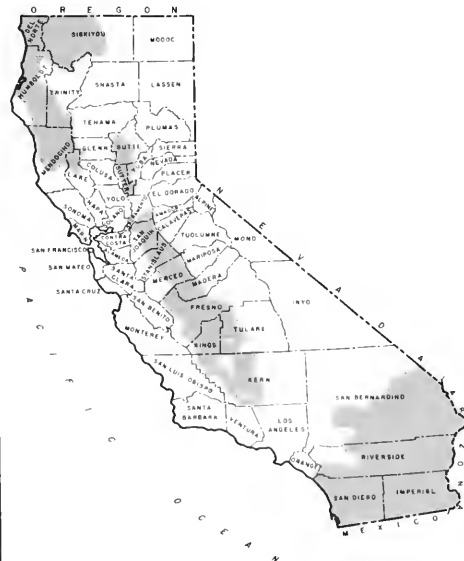 OREGON
DEL NORTE
SISKIYOU
MODOC
HUMBOLDT
TRINITY
SHASTA
LASSEN
TEHAMA
PLUMAS
MENDOCINO
GLENN
BUTTE
SIERRA
YUBA
NEVADA
COLUSA
SUTTER
PLACER
LAKE
YOLO
EL DORADO
SONOMA
NAPA
SOLANO
AMADOR
ALPINE
NEVADA
MARIN
CALAVERAS
CONTRA COSTA
SAN JOAQUIN
TUOLUMNE
MONO
SAN FRANCISCO
ALAMEDA
STANISLAUS
MARIPOSA
SAN MATEO
SANTA CLARA
MERCED
MADERA
SANTA CRUZ
SAN BENITO
FRESNO
INYO
MONTEREY
KINGS
TULARE
SAN LUIS OBISPO
KERN
SAN BERNARDINO
SANTA BARBARA
VENTURA
LOS ANGELES
ORANGE
RIVERSIDE
SAN DIEGO
IMPERIAL
MEXICO
PACIFIC
OCEAN